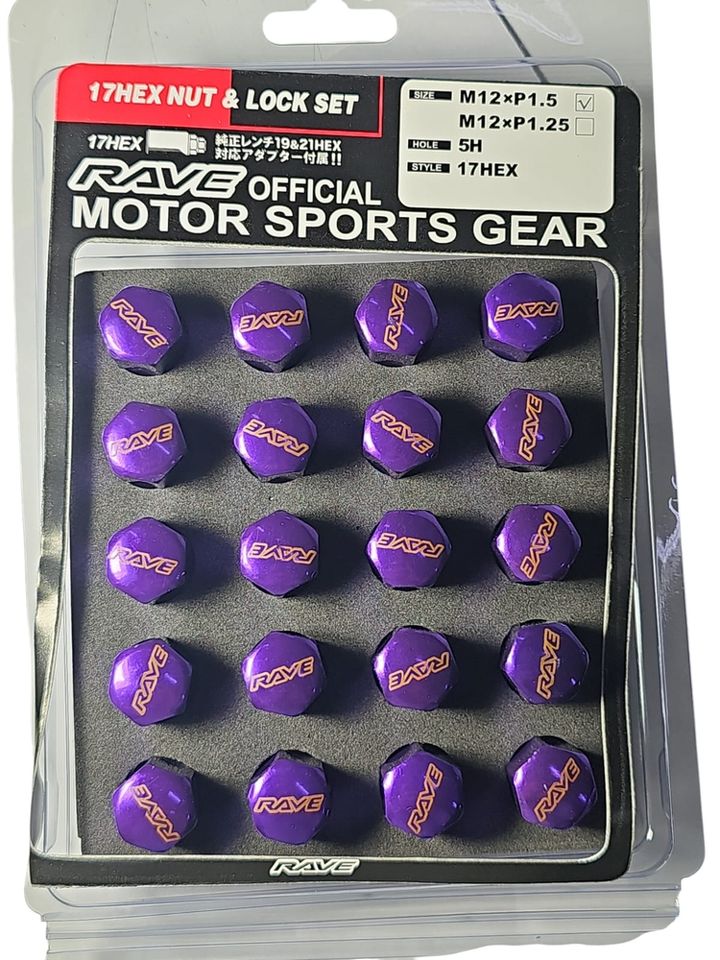 17HEX NUT & LOCK SET
17HEX 純正レンチ19&21HEX
対応アダプター付属!!
RAVE OFFICIAL
MOTOR SPORTS GEAR
SIZE M12×P1.5
M12×P1.25
HOLE 5H
STYLE 17HEX
RAVE RAVE RAVE RAVE
RAVE RAVE RAVE RAVE
RAVE RAVE RAVE RAVE
RAVE RAVE RAVE RAVE
RAVE RAVE RAVE RAVE
RAVE